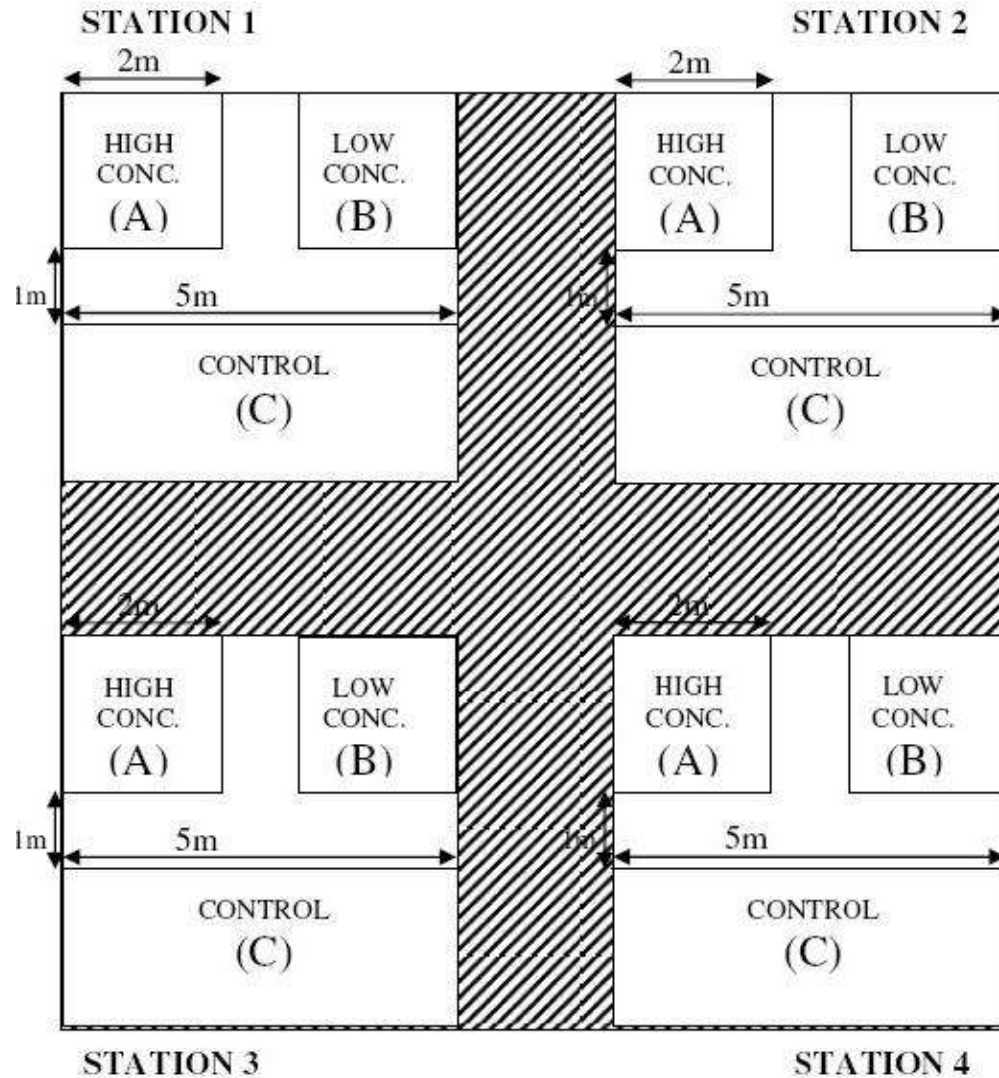 STATION 1
STATION 2
2m
2m
HIGH
CONC.
(A)
LOW
CONC.
(B)
HIGH
CONC.
(A)
LOW
CONC.
(B)
1m
5m
1m
5m
CONTROL
(C)
CONTROL
(C)
2m
2m
HIGH
CONC.
(A)
LOW
CONC.
(B)
HIGH
CONC.
(A)
LOW
CONC.
(B)
1m
5m
1m
5m
CONTROL
(C)
CONTROL
(C)
STATION 3
STATION 4